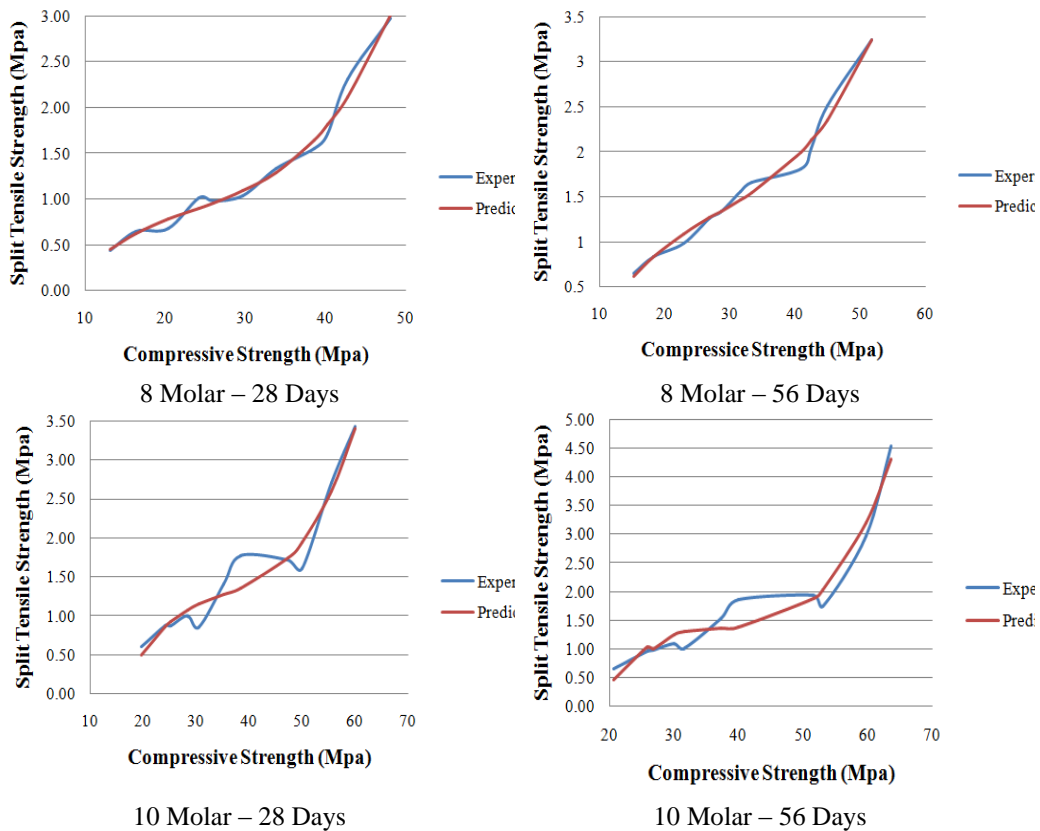 Split Tensile Strength (Mpa)
3.00
2.50
2.00
1.50
1.00
0.50
0.00
10 20 30 40 50
Compressive Strength (Mpa)
Exper
Predic
8 Molar – 28 Days
Split Tensile Strength (Mpa)
3.5
3
2.5
2
1.5
1
0.5
10 20 30 40 50 60
Compressice Strength (Mpa)
Exper
Predic
8 Molar – 56 Days
Split Tensile Strength (Mpa)
3.50
3.00
2.50
2.00
1.50
1.00
0.50
0.00
10 20 30 40 50 60 70
Compressive Strength (Mpa)
Exper
Predic
10 Molar – 28 Days
Split Tensile Strength (Mpa)
5.00
4.50
4.00
3.50
3.00
2.50
2.00
1.50
1.00
0.50
0.00
20 30 40 50 60 70
Compressive Strength (Mpa)
Expe
Predi
10 Molar – 56 Days